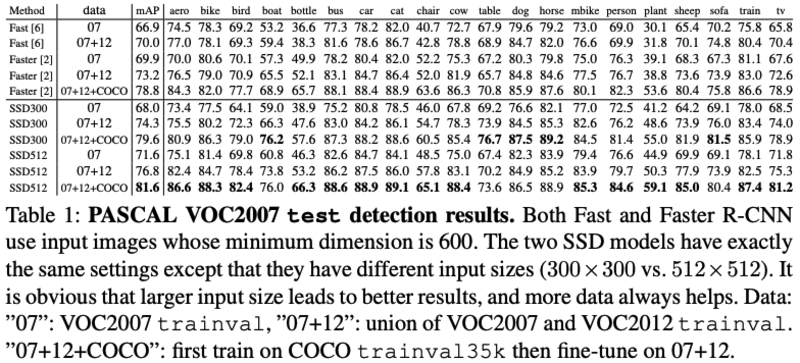 Method data mAP aero bike bird boat bottle bus car cat chair cow table dog horse mbike person plant sheep sofa train tv
Fast [6] 07 66.9 74.5 78.3 69.2 53.2 36.6 77.3 78.2 82.0 40.7 72.7 67.9 79.6 79.2 73.0 69.0 30.1 65.4 70.2 75.8 65.8
Fast [6] 07+12 70.0 77.0 78.1 69.3 59.4 38.3 81.6 78.6 86.7 42.8 78.8 68.9 84.7 82.0 76.6 69.9 31.8 70.1 74.8 80.4 70.4
Faster [2] 07 69.9 70.0 80.6 70.1 57.3 49.9 78.2 80.4 82.0 52.2 75.3 67.2 80.3 79.8 75.0 76.3 39.1 68.3 67.3 81.1 67.6
Faster [2] 07+12 73.2 76.5 79.0 70.9 65.5 52.1 83.1 84.7 86.4 52.0 81.9 65.7 84.8 84.6 77.5 76.7 38.8 73.6 73.9 83.0 72.6
Faster [2] 07+12+COCO 78.8 84.3 82.0 77.7 68.9 65.7 88.1 88.4 88.9 63.6 86.3 70.8 85.9 87.6 80.1 82.3 53.6 80.4 75.8 86.6 78.9
SSD300 07 68.0 73.4 77.5 64.1 59.0 38.9 75.2 80.8 78.5 46.0 67.8 69.2 76.6 82.1 77.0 72.5 41.2 64.2 69.1 78.0 68.5
SSD300 07+12 74.3 75.5 80.2 72.3 66.3 47.6 83.0 84.2 86.1 54.7 78.3 73.9 84.5 85.3 82.6 76.2 48.6 73.9 76.0 83.4 74.0
SSD300 07+12+COCO 79.6 80.9 86.3 79.0 76.2 57.6 87.3 88.2 88.6 60.5 85.4 76.7 87.5 89.2 84.5 81.4 55.0 81.9 81.5 85.9 78.9
SSD512 07 71.6 75.1 81.4 69.8 60.8 46.3 82.6 84.7 84.1 48.5 75.0 67.4 82.3 83.9 79.4 76.6 44.9 69.9 69.1 78.1 71.8
SSD512 07+12 76.8 82.4 84.7 78.4 73.8 53.2 86.2 87.5 86.0 57.8 83.1 70.2 84.9 85.2 83.9 79.7 50.3 77.9 73.9 82.5 75.3
SSD512 07+12+COCO 81.6 86.6 88.3 82.4 76.0 66.3 88.6 88.9 89.1 65.1 88.4 73.6 86.5 88.9 85.3 84.6 59.1 85.0 80.4 87.4 81.2
Table 1: PASCAL VOC2007 test detection results. Both Fast and Faster R-CNN
use input images whose minimum dimension is 600. The two SSD models have exactly
the same settings except that they have different input sizes (300×300 vs. 512×512). It
is obvious that larger input size leads to better results, and more data always helps. Data:
”07”: VOC2007 trainval, ”07+12”: union of VOC2007 and VOC2012 trainval.
”07+12+COCO”: first train on COCO trainval35k then fine-tune on 07+12.